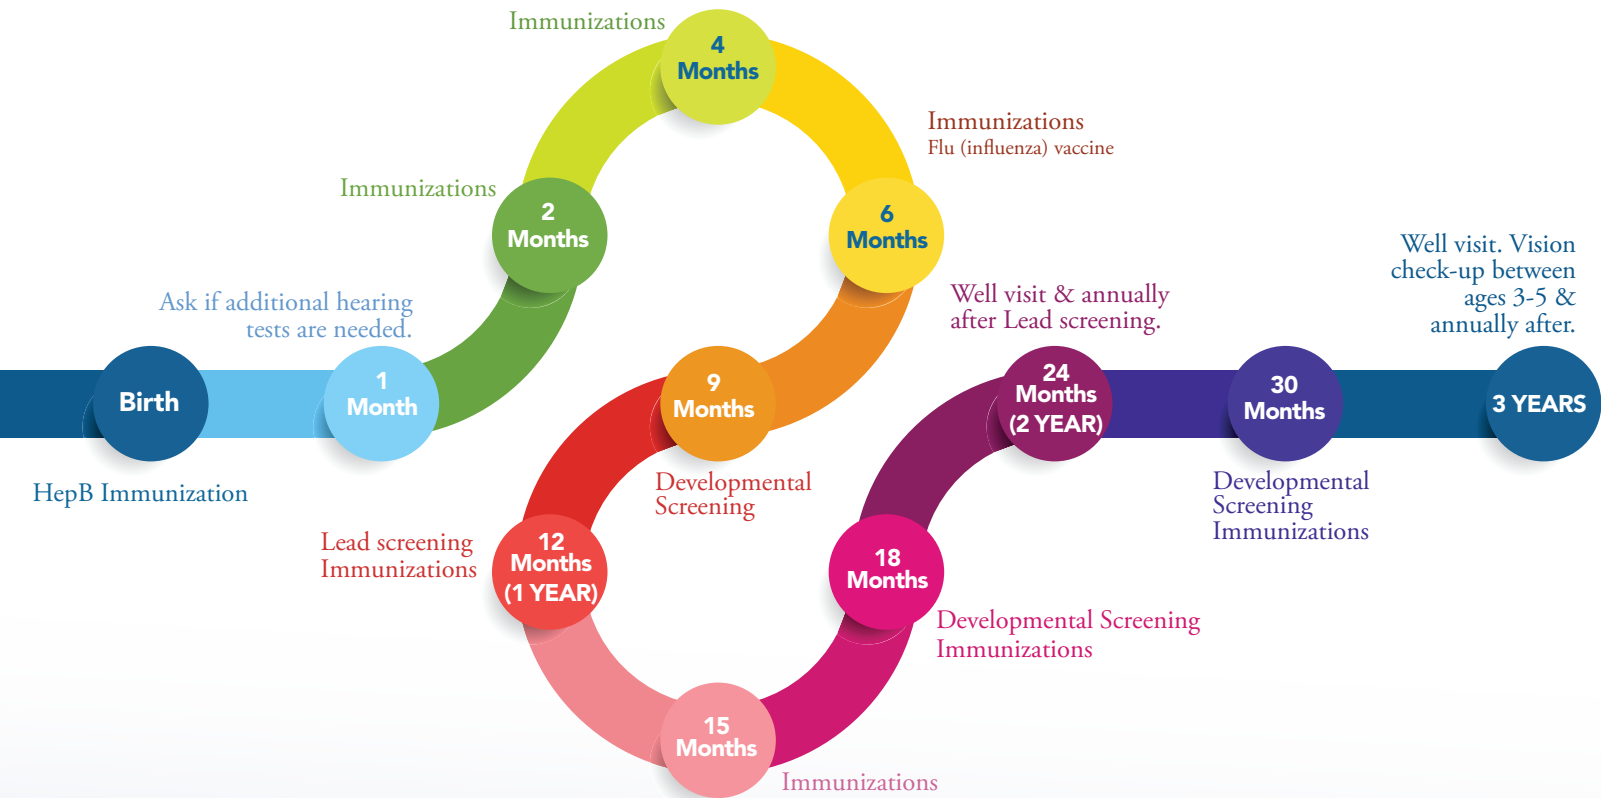 Birth
HepB Immunization
1
Month
Ask if additional hearing
tests are needed.
2
Months
Immunizations
4
Months
Immunizations
6
Months
Immunizations
Flu (influenza) vaccine
9
Months
Developmental
Screening
12
Months
(1 YEAR)
Lead screening
Immunizations
15
Months
Immunizations
18
Months
Developmental Screening
Immunizations
24
Months
(2 YEAR)
Well visit & annually
after Lead screening.
30
Months
Developmental
Screening
Immunizations
3 YEARS
Well visit. Vision
check-up between
ages 3-5 &
annually after.